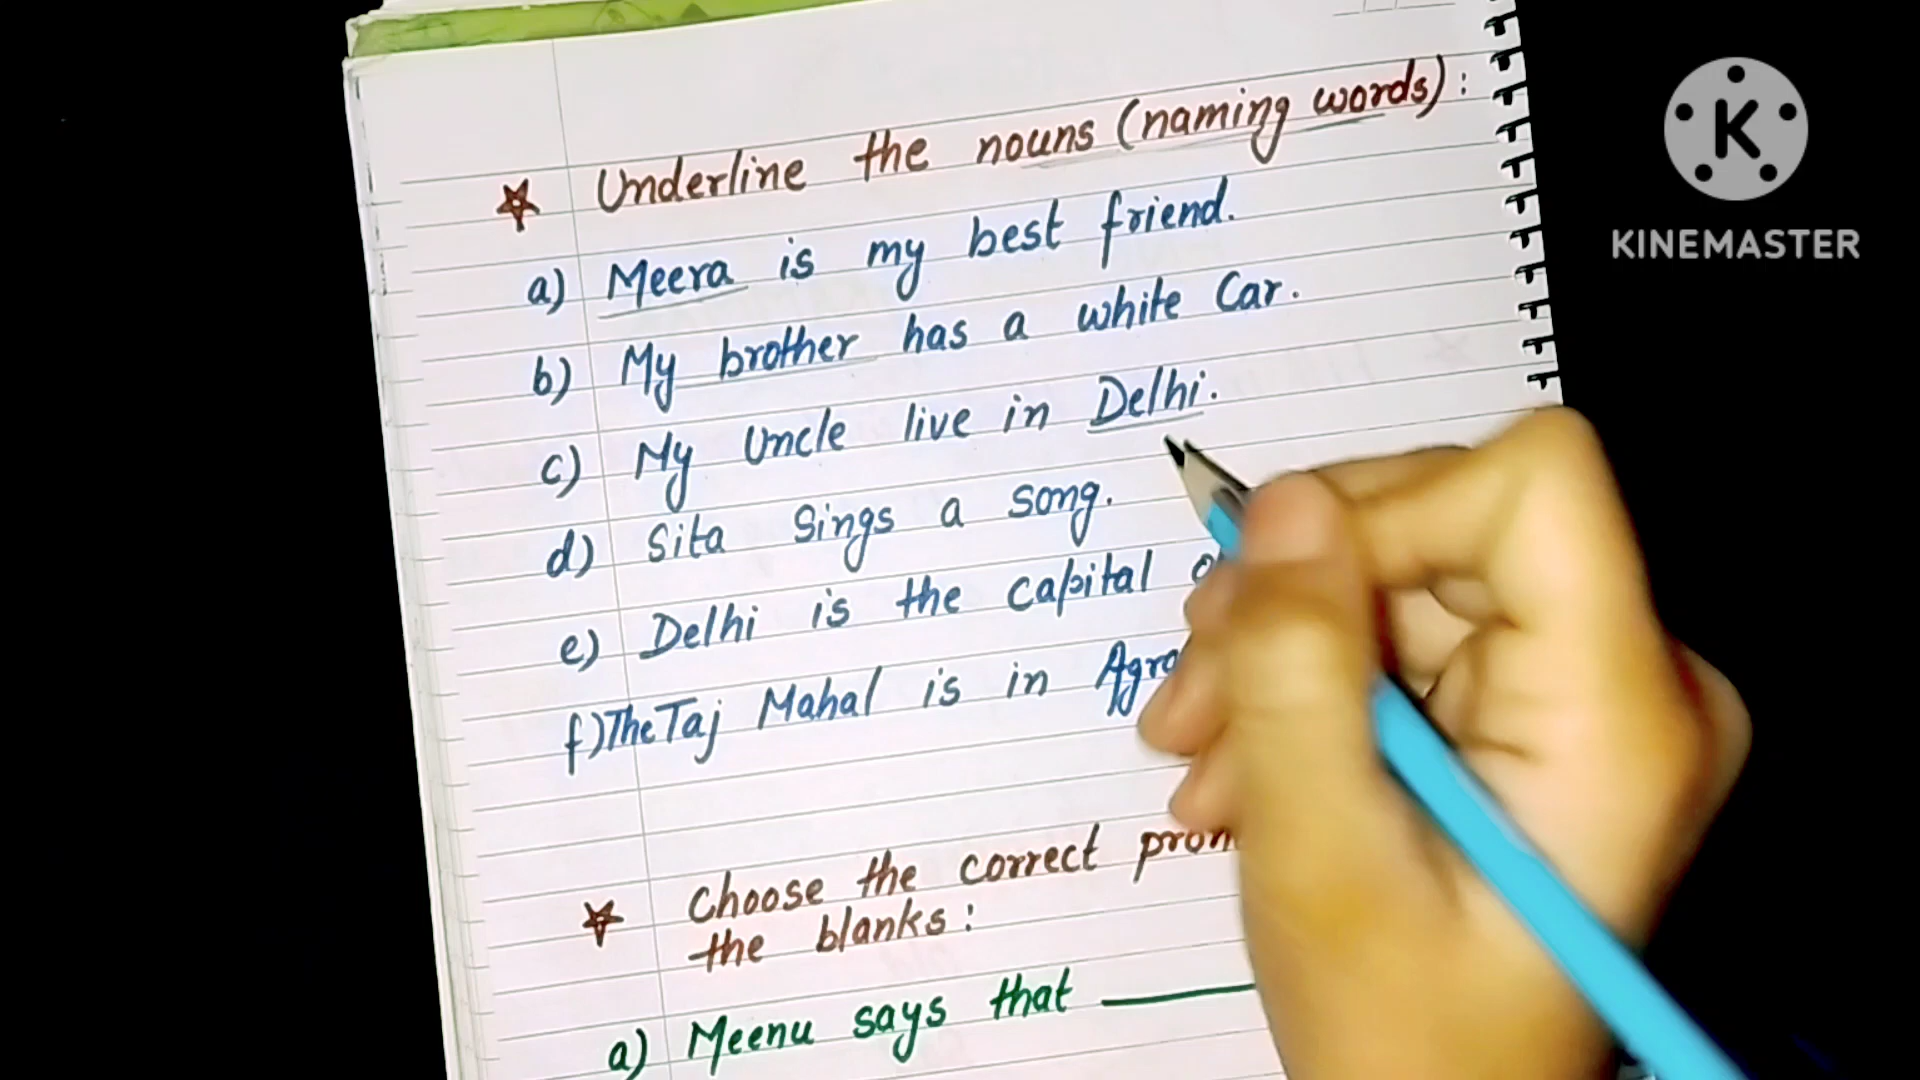 Underline the nouns (naming words):
a) Meera is my best friend.
b) My brother has a white Car.
c) My Uncle live in Delhi.
d) Sita Sings a song.
e) Delhi is the capital
f) The Taj Mahal is in Agra
Choose the correct
the blanks:
a) Meenu says that
KINEMASTER